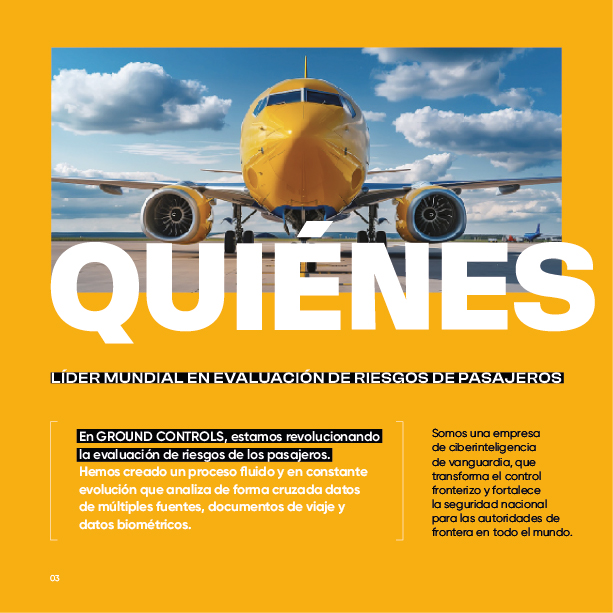 QUIÉNES
LÍDER MUNDIAL EN EVALUACIÓN DE RIESGOS DE PASAJEROS
En GROUND CONTROLS, estamos revolucionando
la evaluación de riesgos de los pasajeros.
Hemos creado un proceso fluido y en constante
evolución que analiza de forma cruzada datos
de múltiples fuentes, documentos de viaje y
datos biométricos.
Somos una empresa
de ciberinteligencia
de vanguardia, que
transforma el control
fronterizo y fortalece
la seguridad nacional
para las autoridades de
frontera en todo el mundo.
03